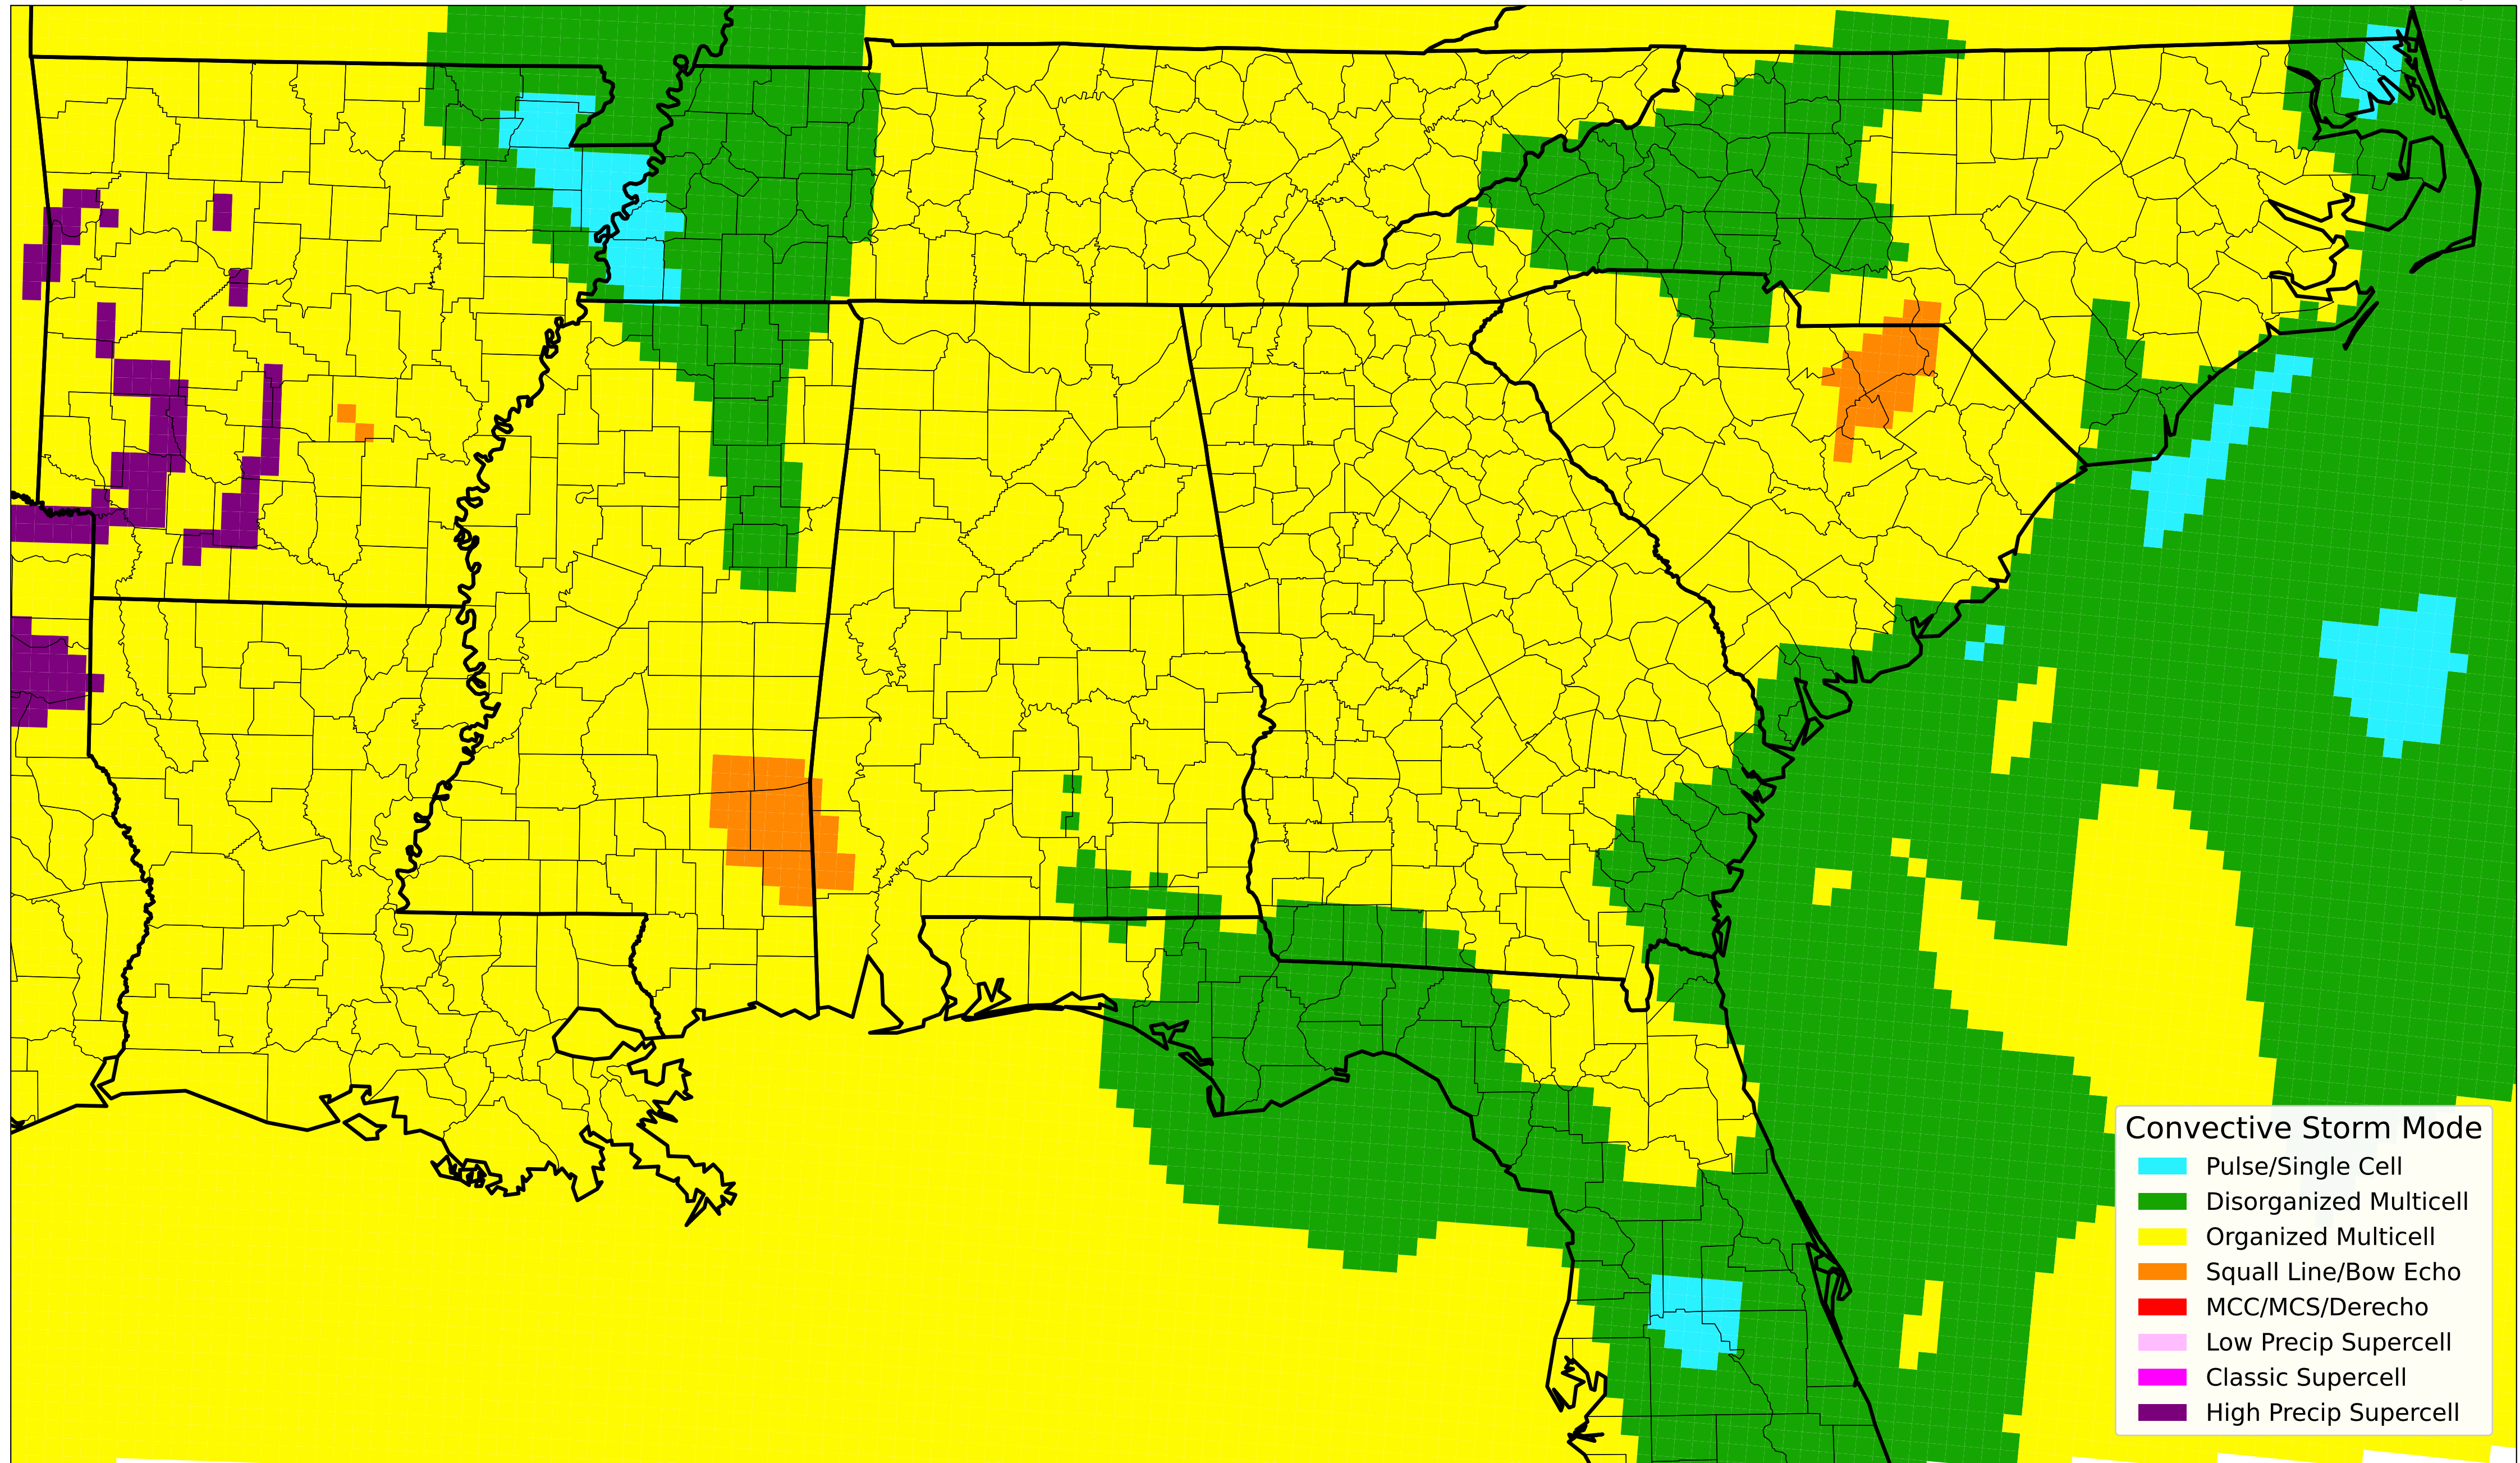 Convective Storm Mode
Pulse/Single Cell
Disorganized Multicell
Organized Multicell
Squall Line/Bow Echo
MCC/MCS/Derecho
Low Precip Supercell
Classic Supercell
High Precip Supercell